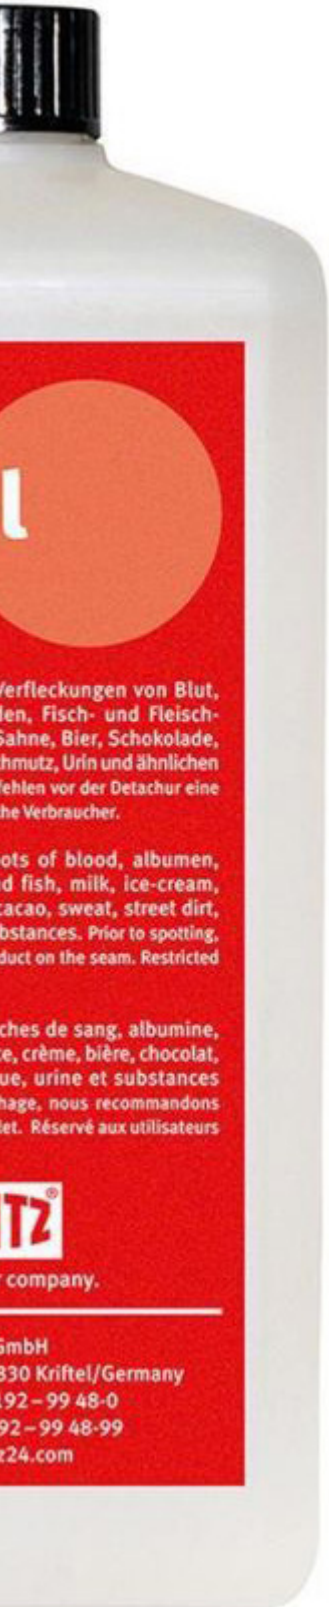 l
Verfleckungen von Blut,
den, Fisch- und Fleisch-
Sahne, Bier, Schokolade,
chmutz, Urin und ähnlichen
fehlen vor der Detachur eine
che Verbraucher.
ots of blood, albumen,
d fish, milk, ice-cream,
cacao, sweat, street dirt,
bstances. Prior to spotting,
duct on the seam. Restricted
ches de sang, albumine,
e, crème, bière, chocolat,
ue, urine et substances
hage, nous recommandons
let. Réservé aux utilisateurs
ITZ®
r company.
GmbH
830 Kriftel/Germany
192 – 99 48-0
92 – 99 48-99
z24.com